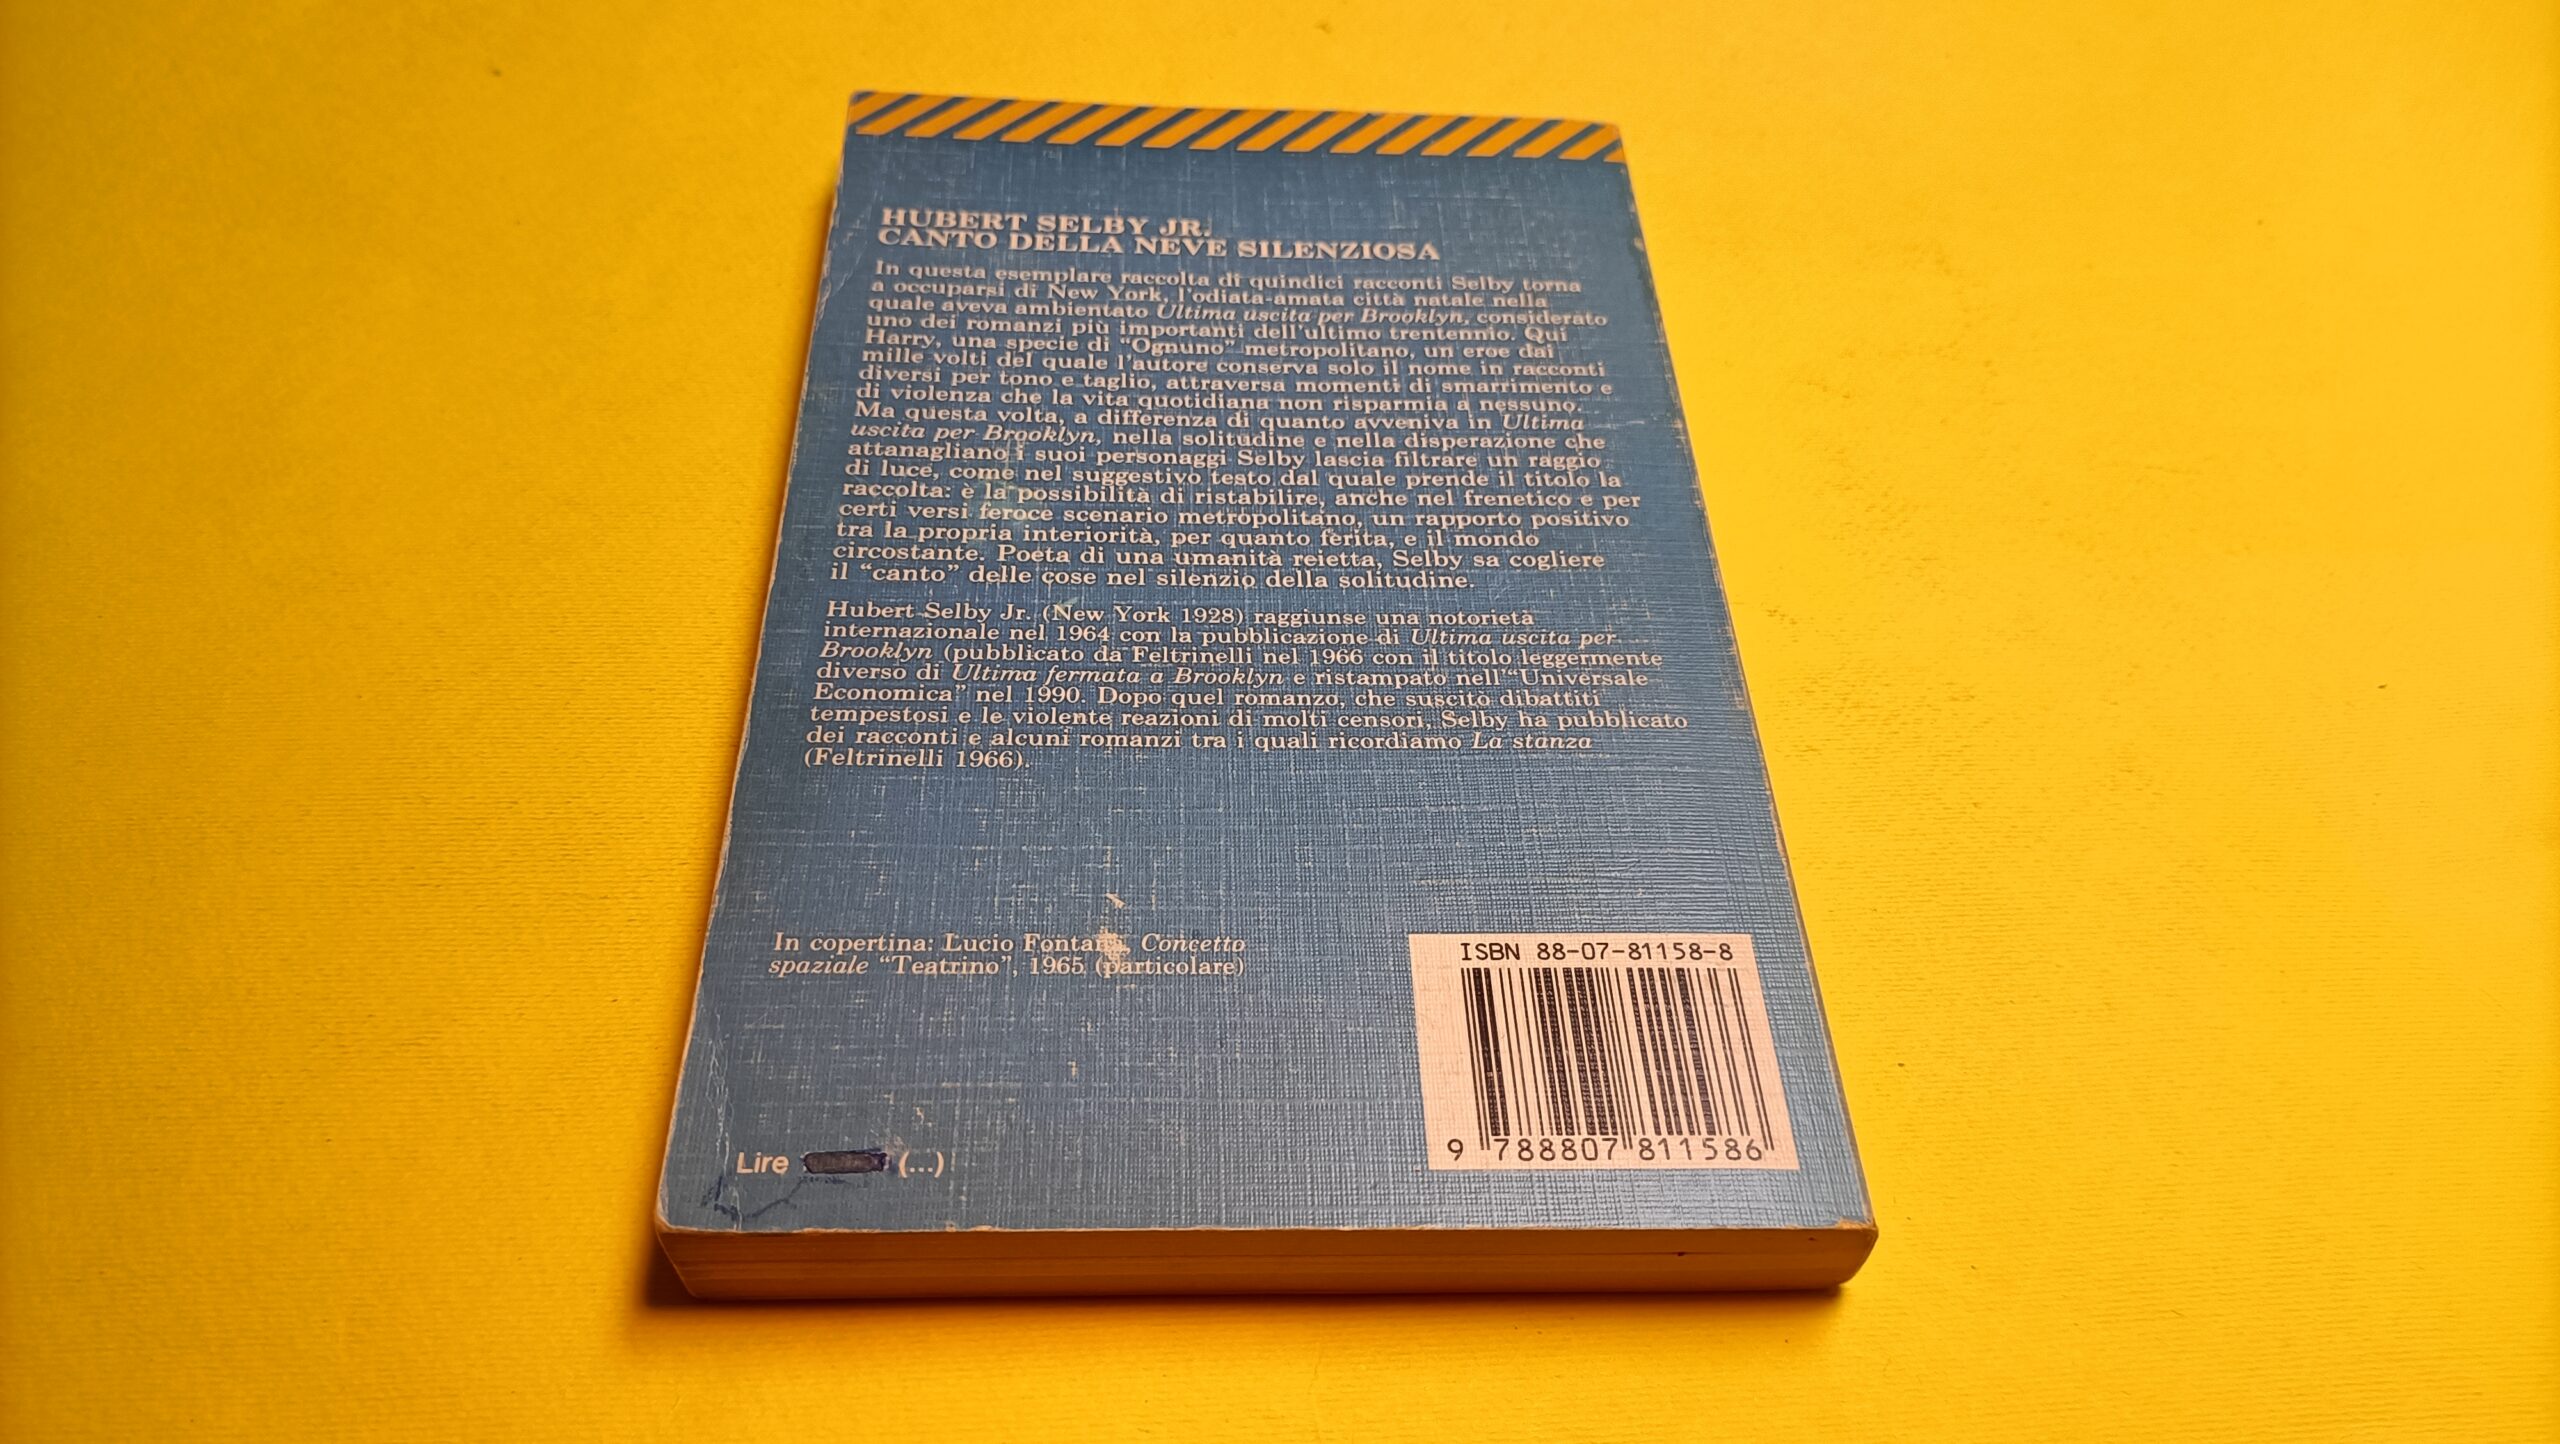 HUBERT SELBY JR.
CANTO DELLA NEVE SILENZIOSA
In questa esemplare raccolta di quindici racconti Selby torna
a occuparsi di New York, l'odiata-amata città natale nella
quale aveva ambientato Ultima uscita per Brooklyn, considerato
uno dei romanzi più importanti dell'ultimo trentennio. Qui
Harry, una specie di “Ognuno” metropolitano, un eroe dai
mille volti del quale l'autore conserva solo il nome in racconti
diversi per tono e taglio, attraversa momenti di smarrimento e
di violenza che la vita quotidiana non risparmia a nessuno.
Ma questa volta, a differenza di quanto avveniva in Ultima
uscita per Brooklyn, nella solitudine e nella disperazione che
attanagliano i suoi personaggi Selby lascia filtrare un raggio
di luce, come nel suggestivo testo dal quale prende il titolo la
raccolta: è la possibilità di ristabilire, anche nel frenetico e per
certi versi feroce scenario metropolitano, un rapporto positivo
tra la propria interiorità, per quanto ferita, e il mondo
circostante. Poeta di una umanità reietta, Selby sa cogliere
il “canto” delle cose nel silenzio della solitudine.
Hubert Selby Jr. (New York 1928) raggiunse una notorietà
internazionale nel 1964 con la pubblicazione di Ultima uscita per
Brooklyn (pubblicato da Feltrinelli nel 1966 con il titolo leggermente
diverso di Ultima fermata a Brooklyn e ristampato nell'“Universale
Economica” nel 1990. Dopo quel romanzo, che suscitò dibattiti
tempestosi e le violente reazioni di molti censori, Selby ha pubblicato
dei racconti e alcuni romanzi tra i quali ricordiamo La stanza
(Feltrinelli 1966).
In copertina: Lucio Fontana, Concetto
spaziale “Teatrino”, 1965 (particolare)
ISBN 88-07-81158-8
9 788807 811586
Lire (...)